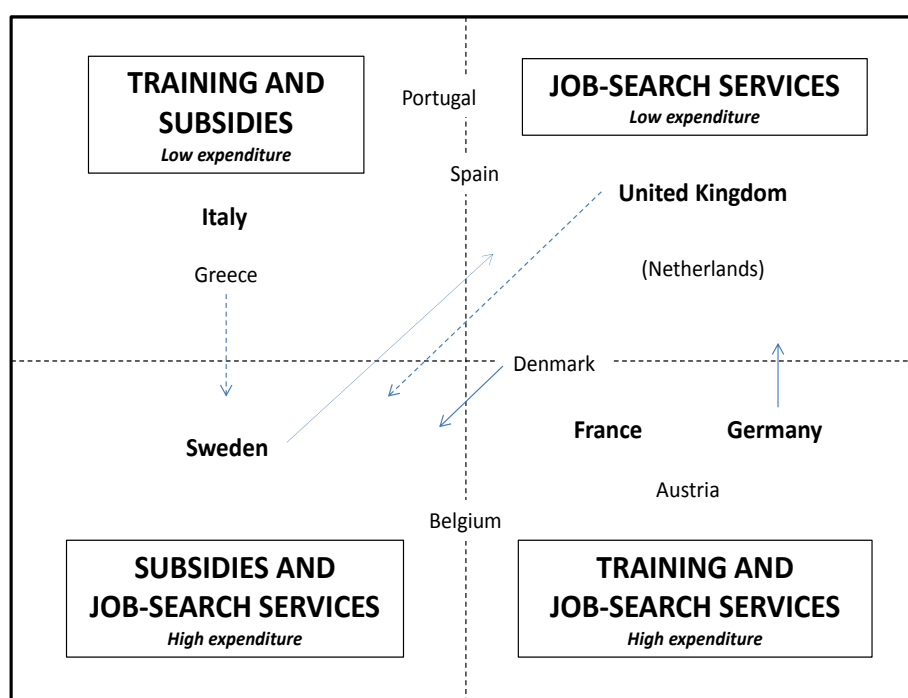 TRAINING AND
SUBSIDIES
Low expenditure
Portugal
JOB-SEARCH SERVICES
Low expenditure
Spain
United Kingdom
Italy
(Netherlands)
Greece
Denmark
France
Germany
Sweden
Austria
Belgium
SUBSIDIES AND
JOB-SEARCH SERVICES
High expenditure
TRAINING AND
JOB-SEARCH SERVICES
High expenditure